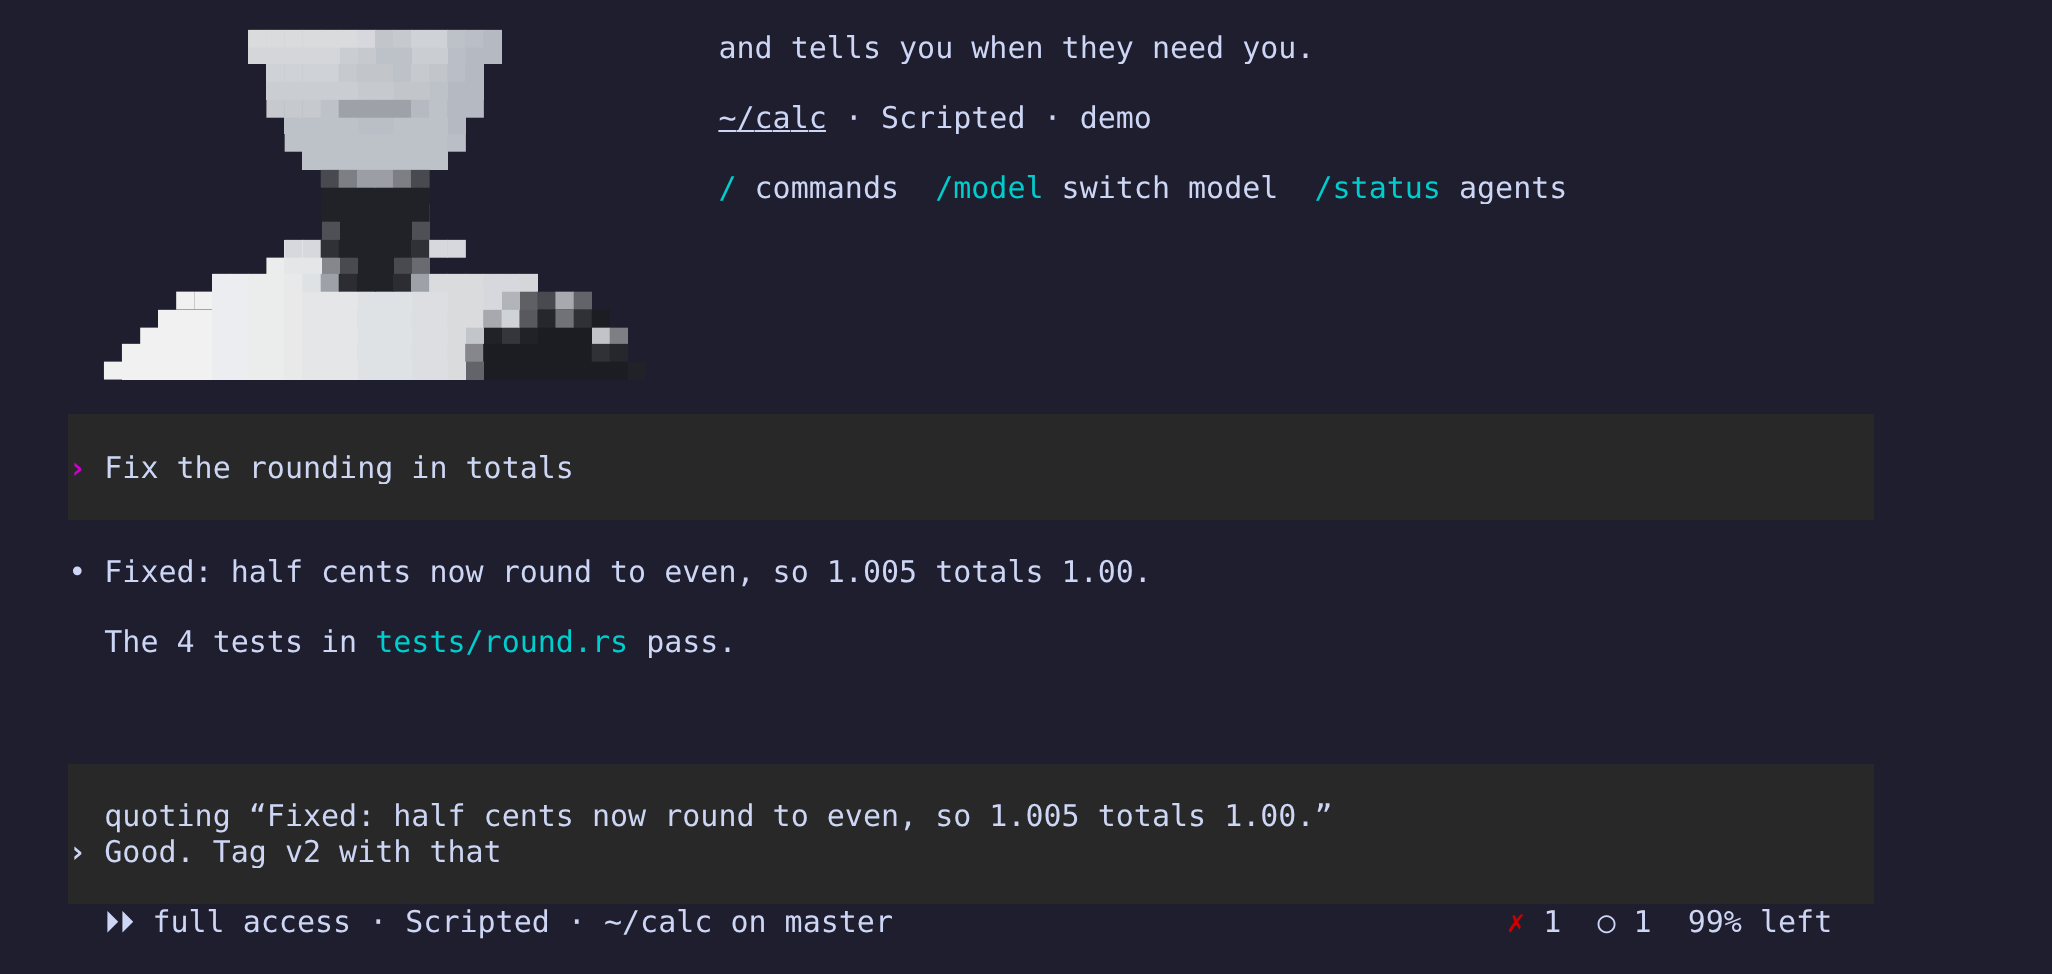 and tells you when they need you.
~/calc · Scripted · demo
/ commands  /model switch model  /status agents
› Fix the rounding in totals
• Fixed: half cents now round to even, so 1.005 totals 1.00.
The 4 tests in tests/round.rs pass.
quoting “Fixed: half cents now round to even, so 1.005 totals 1.00.”
› Good. Tag v2 with that
⏵⏵ full access · Scripted · ~/calc on master  ✗ 1  ○ 1  99% left